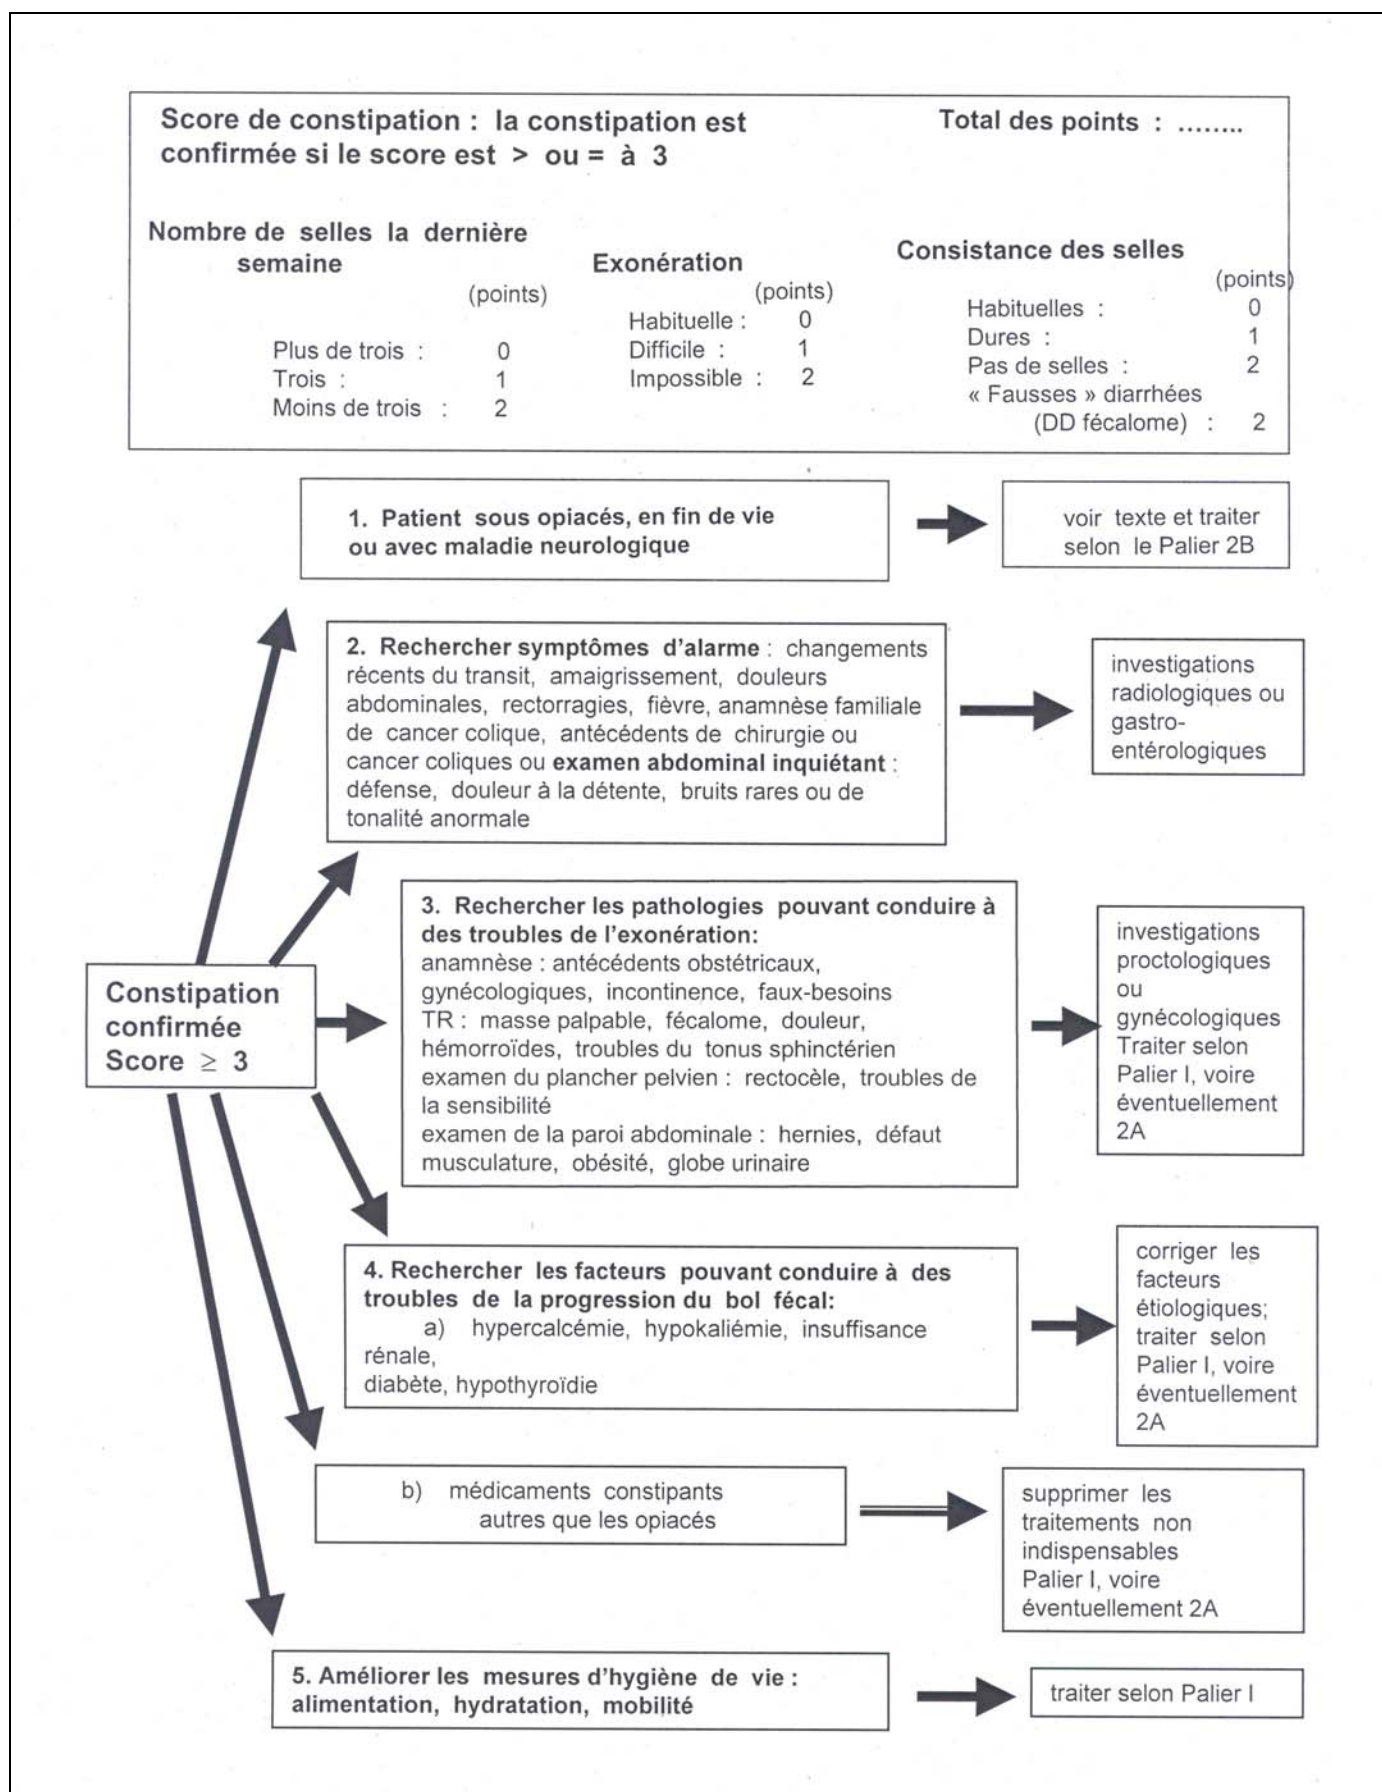 Score de constipation : la constipation est
confirmée si le score est > ou = à 3
Total des points : ........
Nombre de selles la dernière
semaine
(points)
Plus de trois : 0
Trois : 1
Moins de trois : 2
Exonération
(points)
Habituelle : 0
Difficile : 1
Impossible : 2
Consistance des selles
(points)
Habituelles : 0
Dures : 1
Pas de selles : 2
« Fausses » diarrhées
(DD fécalome) : 2
1. Patient sous opiacés, en fin de vie
ou avec maladie neurologique
voir texte et traiter
selon le Palier 2B
2. Rechercher symptômes d'alarme : changements
récents du transit, amaigrissement, douleurs
abdominales, rectorragies, fièvre, anamnèse familiale
de cancer colique, antécédents de chirurgie ou
cancer coliques ou examen abdominal inquiétant :
défense, douleur à la détente, bruits rares ou de
tonalité anormale
investigations
radiologiques ou
gastro-
entérologiques
3. Rechercher les pathologies pouvant conduire à
des troubles de l'exonération:
anamnèse : antécédents obstétricaux,
gynécologiques, incontinence, faux-besoins
TR : masse palpable, fécalome, douleur,
hémorroïdes, troubles du tonus sphinctérien
examen du plancher pelvien : rectocèle, troubles de
la sensibilité
examen de la paroi abdominale : hernies, défaut
musculature, obésité, globe urinaire
investigations
proctologiques
ou
gynécologiques
Traiter selon
Palier I, voire
éventuellement
2A
Constipation
confirmée
Score ≥ 3
4. Rechercher les facteurs pouvant conduire à des
troubles de la progression du bol fécal:
a) hypercalcémie, hypokaliémie, insuffisance
rénale,
diabète, hypothyroïdie
corriger les
facteurs
étiologiques;
traiter selon
Palier I, voire
éventuellement
2A
b) médicaments constipants
autres que les opiacés
supprimer les
traitements non
indispensables
Palier I, voire
éventuellement 2A
5. Améliorer les mesures d'hygiène de vie :
alimentation, hydratation, mobilité
traiter selon Palier I